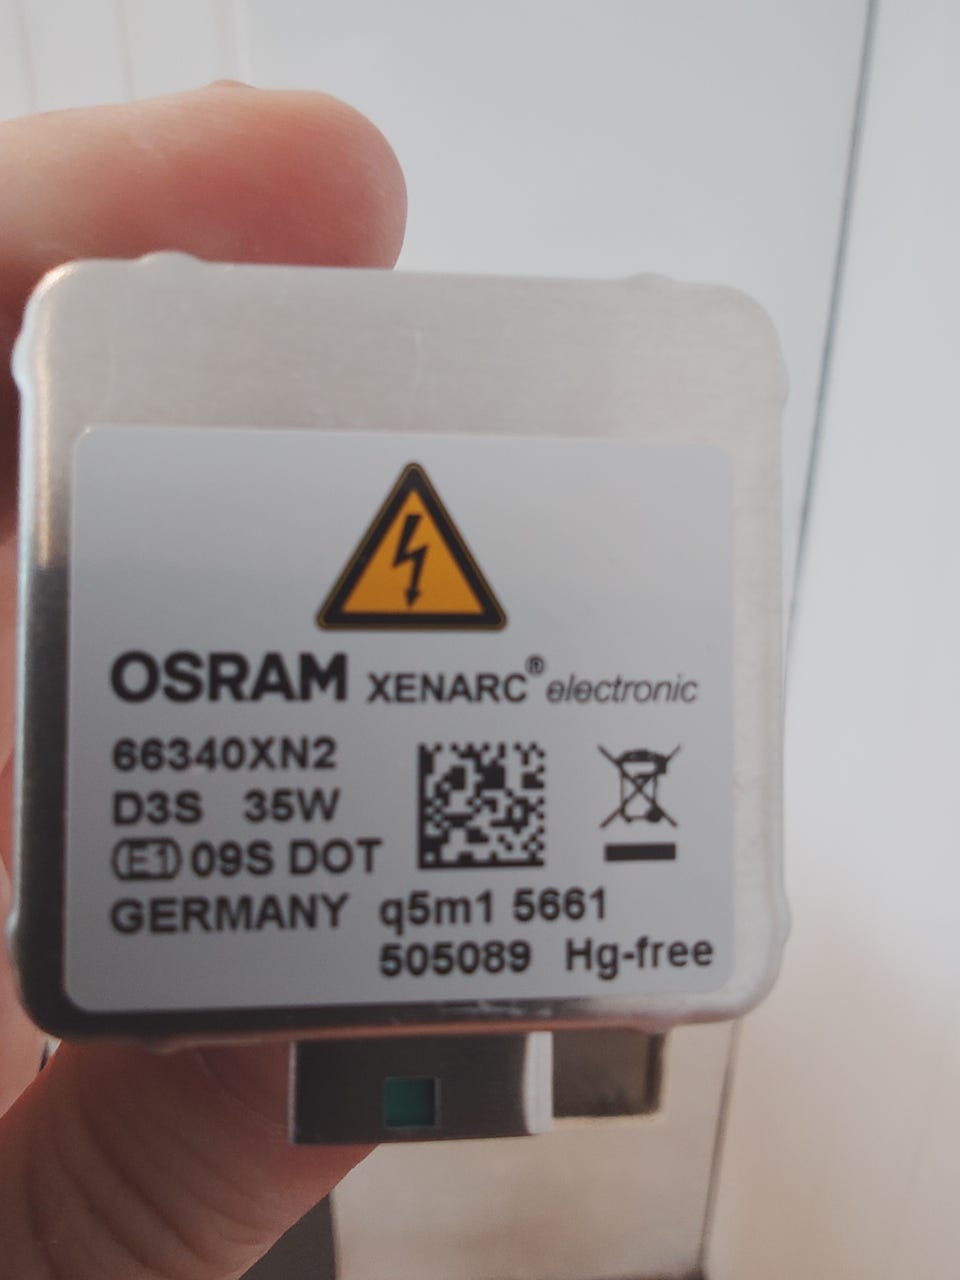 OSRAM XENARC® electronic
66340XN2
D3S 35W
E1 09S DOT
GERMANY q5m1 5661
505089 Hg-free